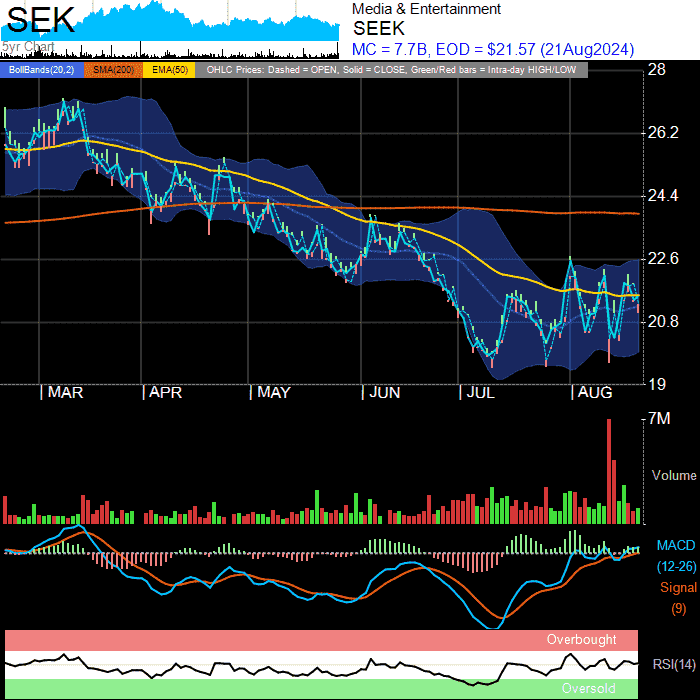 SEK
5yr Chart
Media & Entertainment
SEEK
MC = 7.7B, EOD = $21.57 (21Aug2024)
BollBands(20,2) SMA(200) EMA(50) OHLC Prices: Dashed = OPEN, Solid = CLOSE, Green/Red bars = Intra-day HIGH/LOW
28
26.2
24.4
22.6
20.8
19
| MAR | APR | MAY | JUN | JUL | AUG
7M
Volume
MACD
(12-26)
Signal
(9)
Overbought
RSI(14)
Oversold